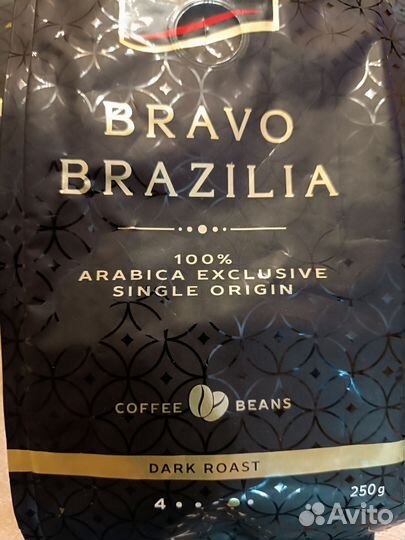 BRAVO
BRAZILIA
100%
ARABICA EXCLUSIVE
SINGLE ORIGIN
COFFEE BEANS
DARK ROAST
4
250g
Avito